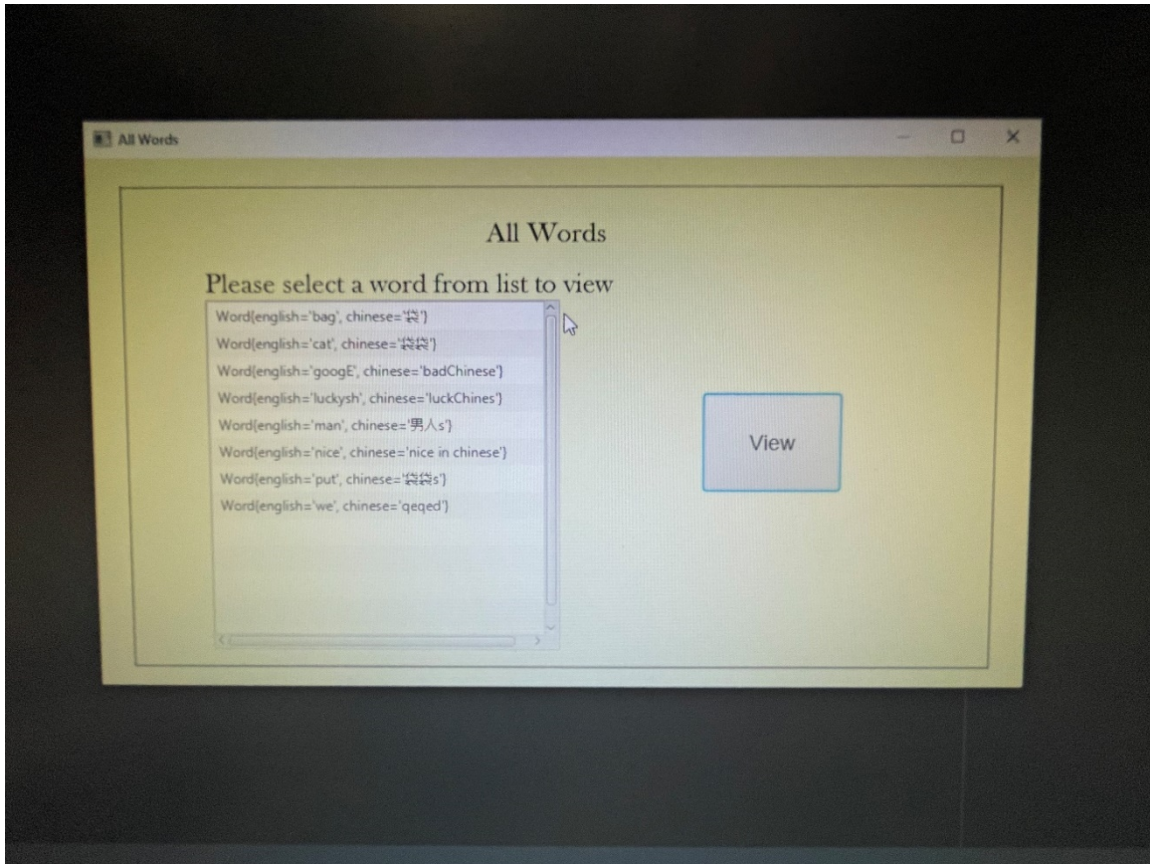 All Words
All Words
Please select a word from list to view
Word{english='bag', chinese='袋'}
Word{english='cat', chinese='袋袋'}
Word{english='googE', chinese='badChinese'}
Word{english='luckysh', chinese='luckChines'}
Word{english='man', chinese='男人s'}
Word{english='nice', chinese='nice in chinese'}
Word{english='put', chinese='袋袋s'}
Word{english='we', chinese='qeqed'}
View